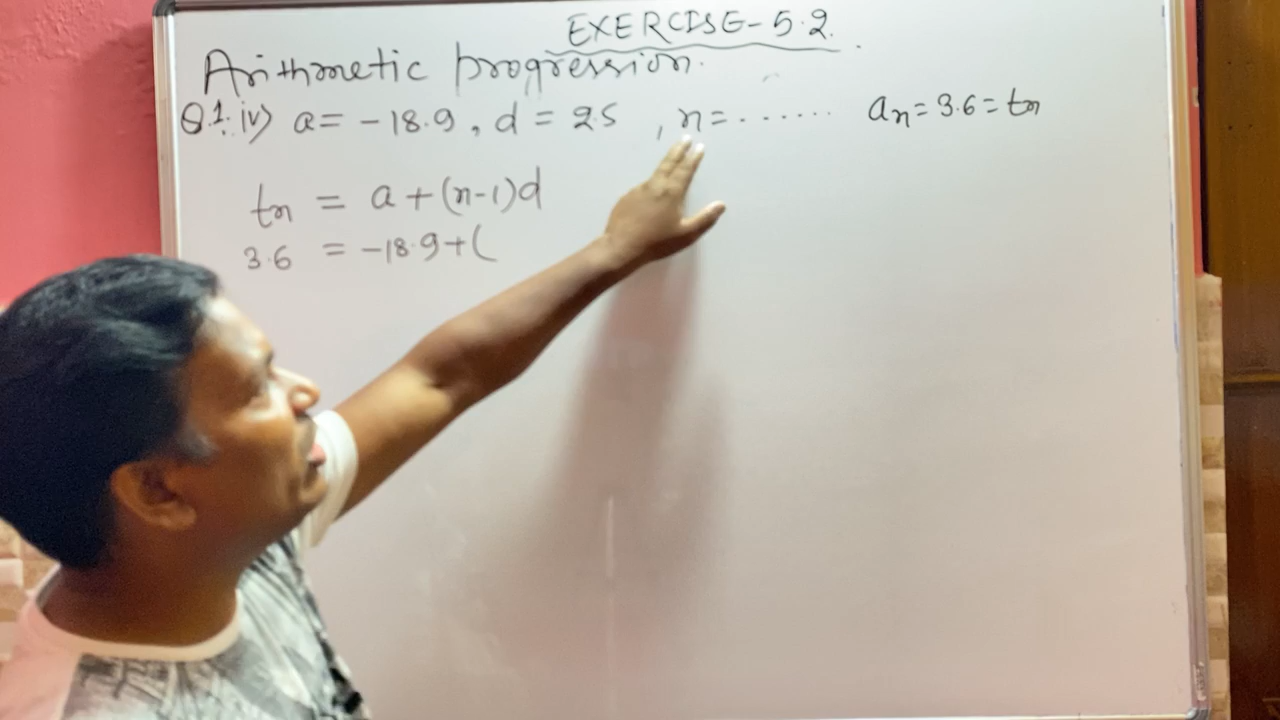 EXERCISE-5.2.
Arithmetic progression.
Q.1. iv) a = -18.9, d = 2.5 , n = ....... an = 3.6 = tn
tn = a + (n-1)d
3.6 = -18.9+(